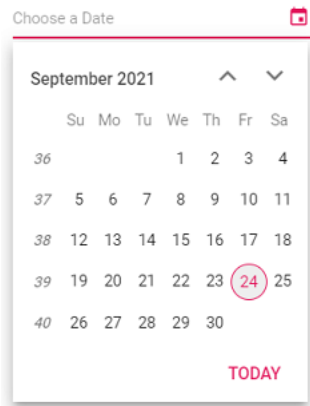 Choose a Date
September 2021
Su Mo Tu We Th Fr Sa
36 1 2 3 4
37 5 6 7 8 9 10 11
38 12 13 14 15 16 17 18
39 19 20 21 22 23 24 25
40 26 27 28 29 30
TODAY